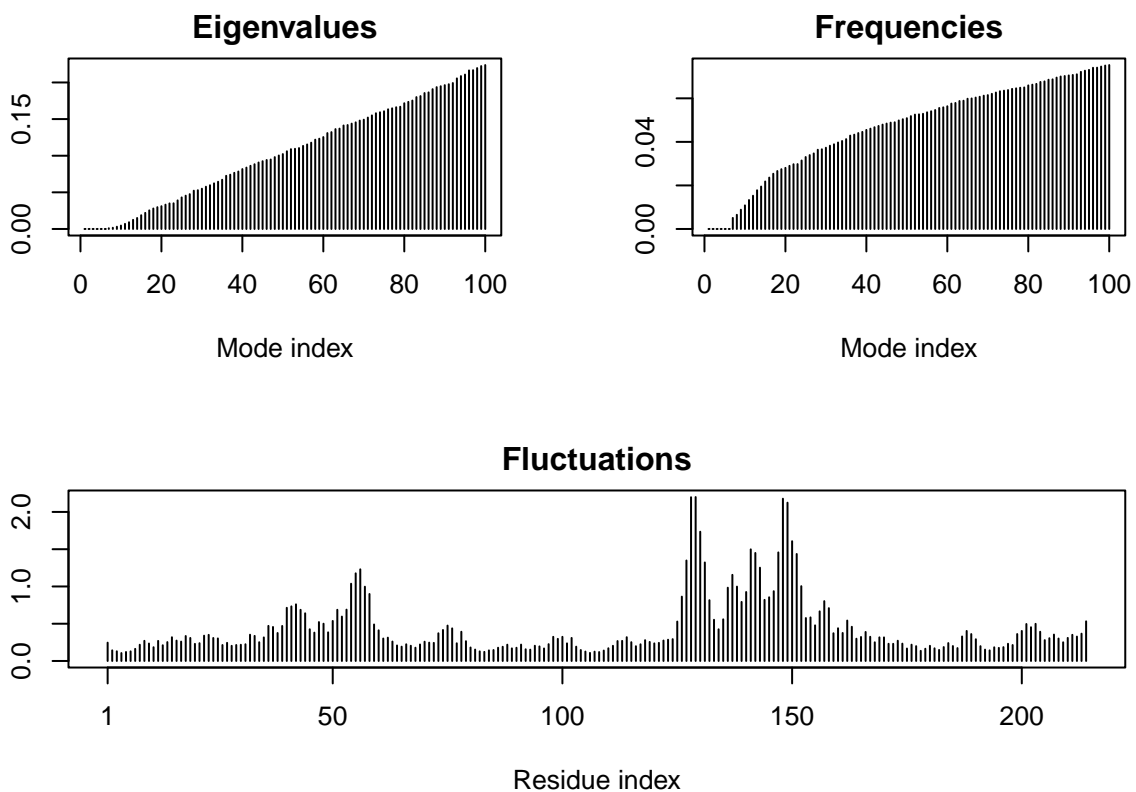 Eigenvalues
0.00 0.15
0 20 40 60 80 100
Mode index
Frequencies
0.00 0.04
0 20 40 60 80 100
Mode index
Fluctuations
0.0 1.0 2.0
1 50 100 150 200
Residue index